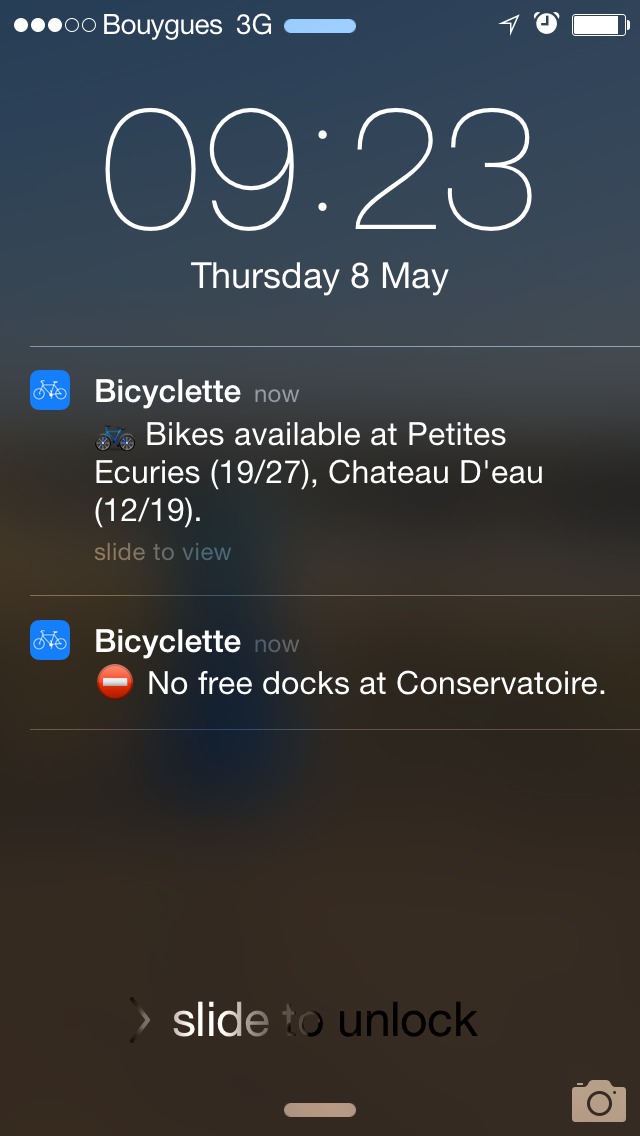 Bouygues 3G
09:23
Thursday 8 May
Bicyclette now
Bikes available at Petites
Ecuries (19/27), Chateau D'eau
(12/19).
slide to view
Bicyclette now
No free docks at Conservatoire.
slide to unlock